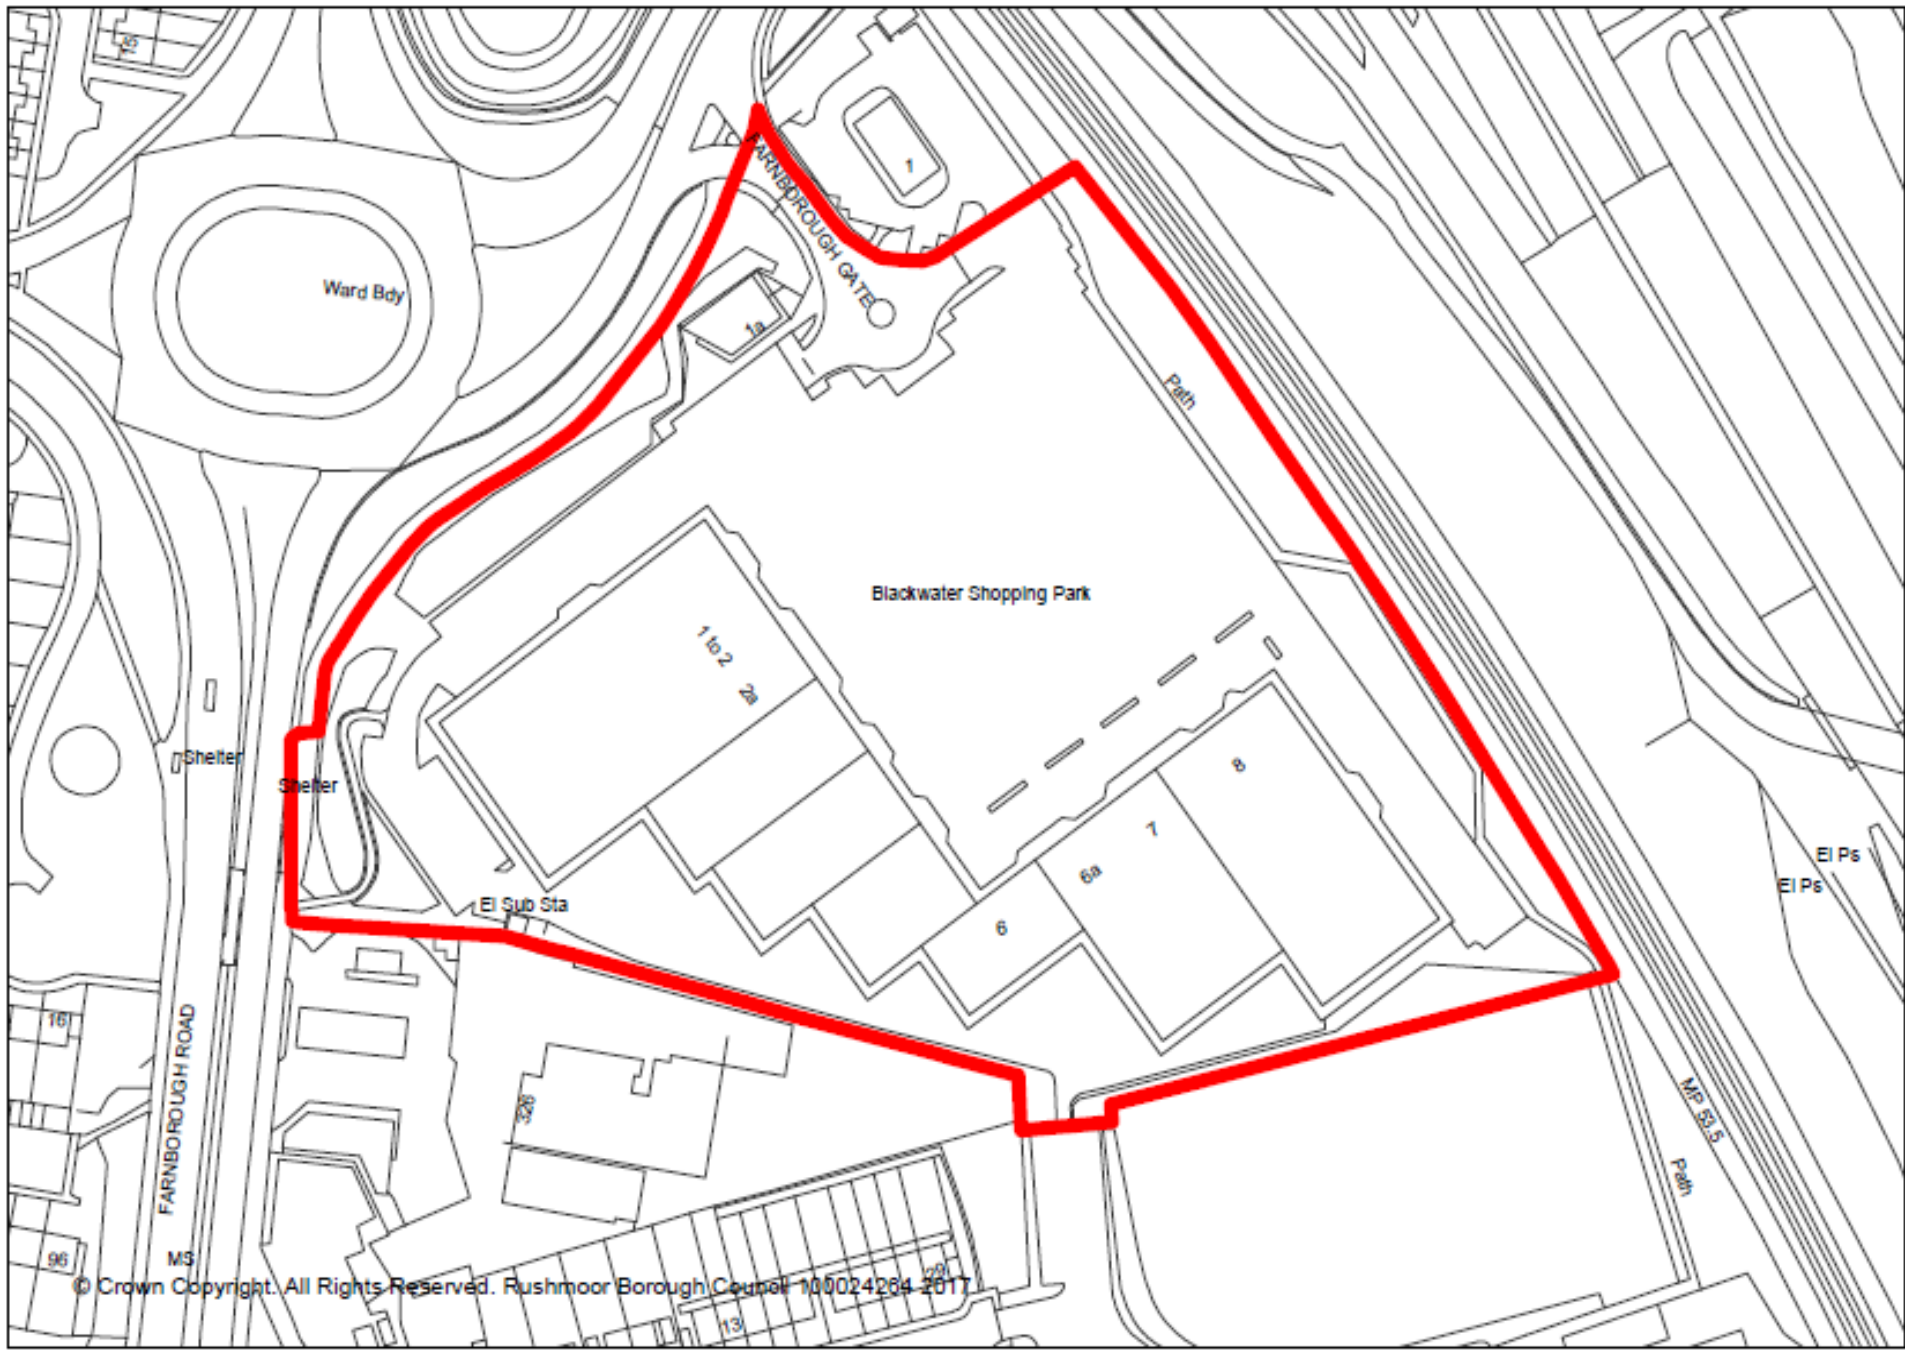 15
1
FARNBOROUGH GATE
Ward Bdy
1a
Path
Blackwater Shopping Park
1 to 2
2a
Shelter
Shelter
8
7
6a
6
El Sub Sta
El Ps
El Ps
16
FARNBOROUGH ROAD
326
MP 53.5
Path
96
MS
© Crown Copyright. All Rights Reserved. Rushmoor Borough Council 100024264 2017
29
13